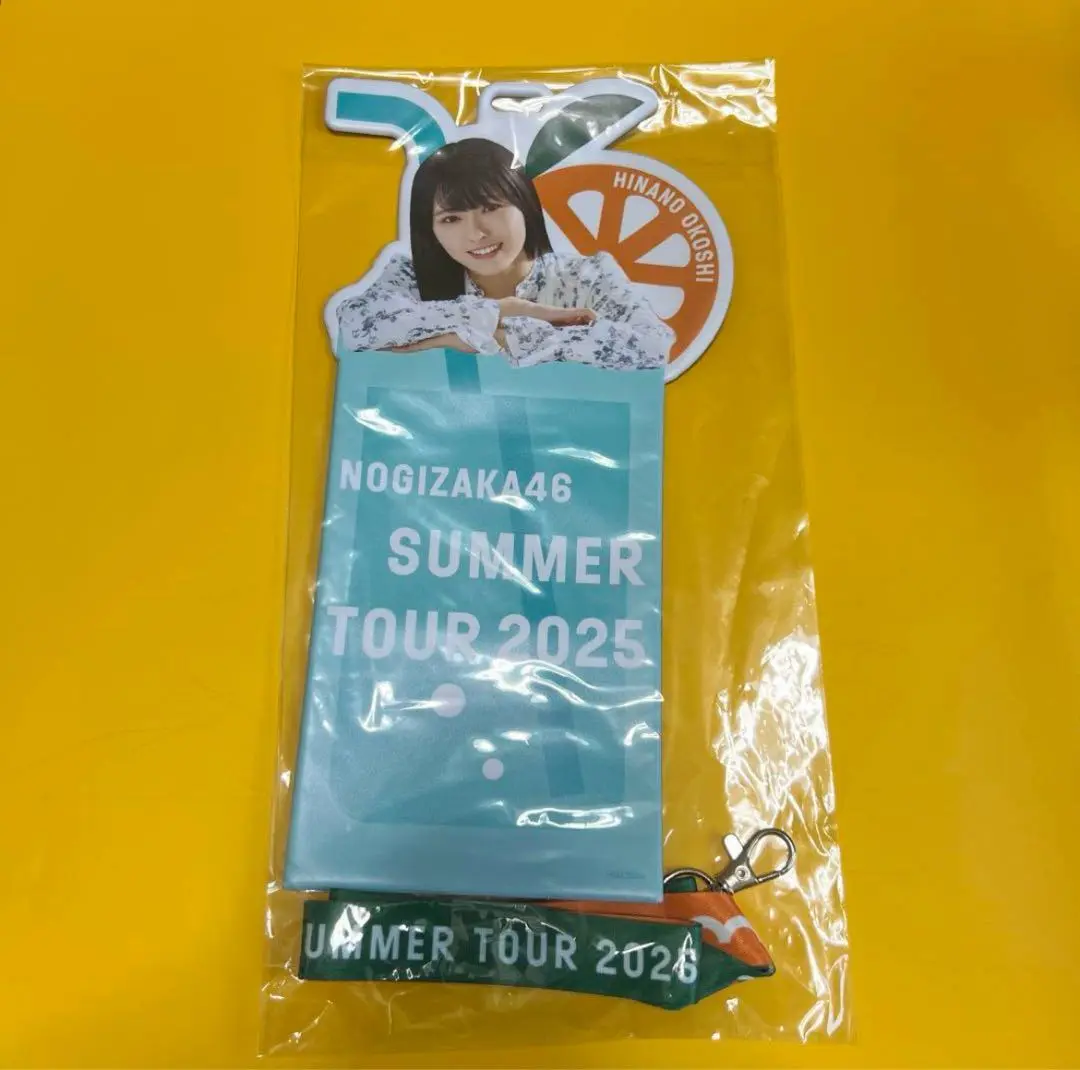 HINANO OKOSHI
NOGIZAKA46
SUMMER
TOUR 2025
UMMER TOUR 2025